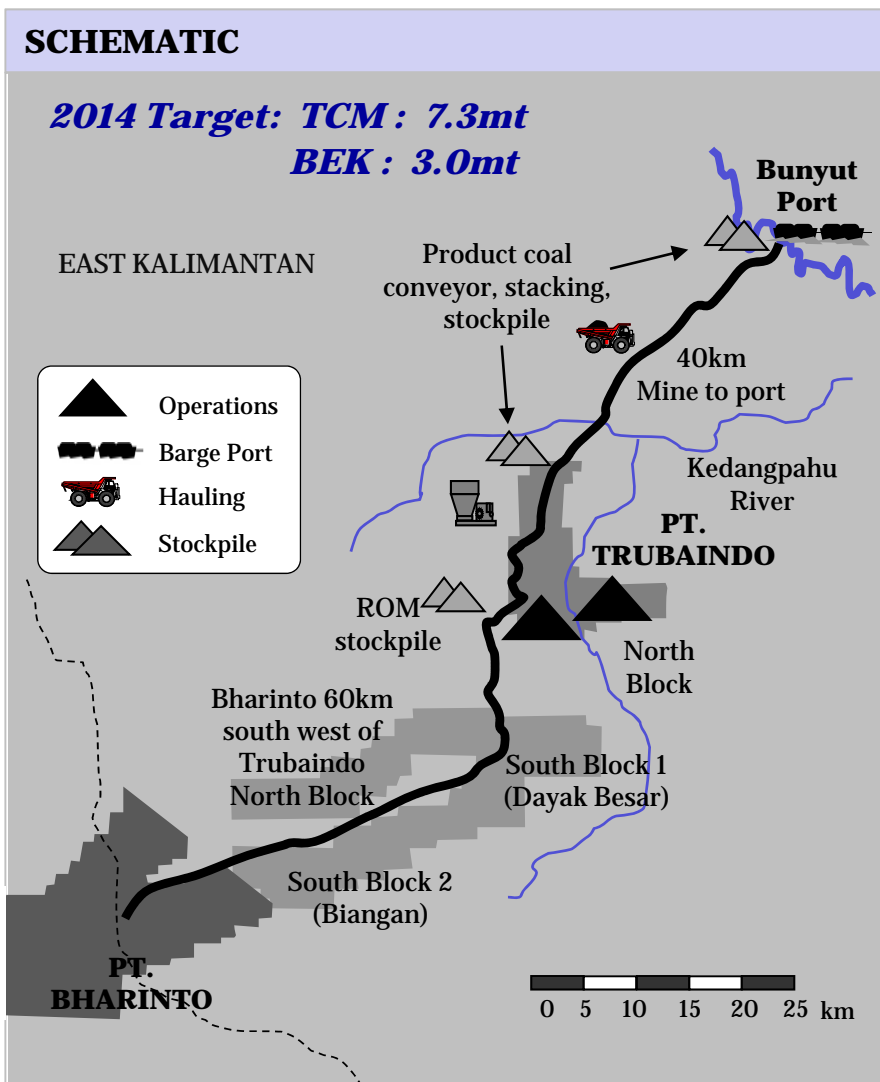 SCHEMATIC
2014 Target: TCM : 7.3mt
BEK : 3.0mt
Bunyut
Port
EAST KALIMANTAN
Product coal
conveyor, stacking,
stockpile
40km
Mine to port
Operations
Barge Port
Hauling
Stockpile
Kedangpahu
River
PT.
TRUBAINDO
ROM
stockpile
North
Block
Bharinto 60km
south west of
Trubaindo
North Block
South Block 1
(Dayak Besar)
South Block 2
(Biangan)
PT.
BHARINTO
0 5 10 15 20 25 km